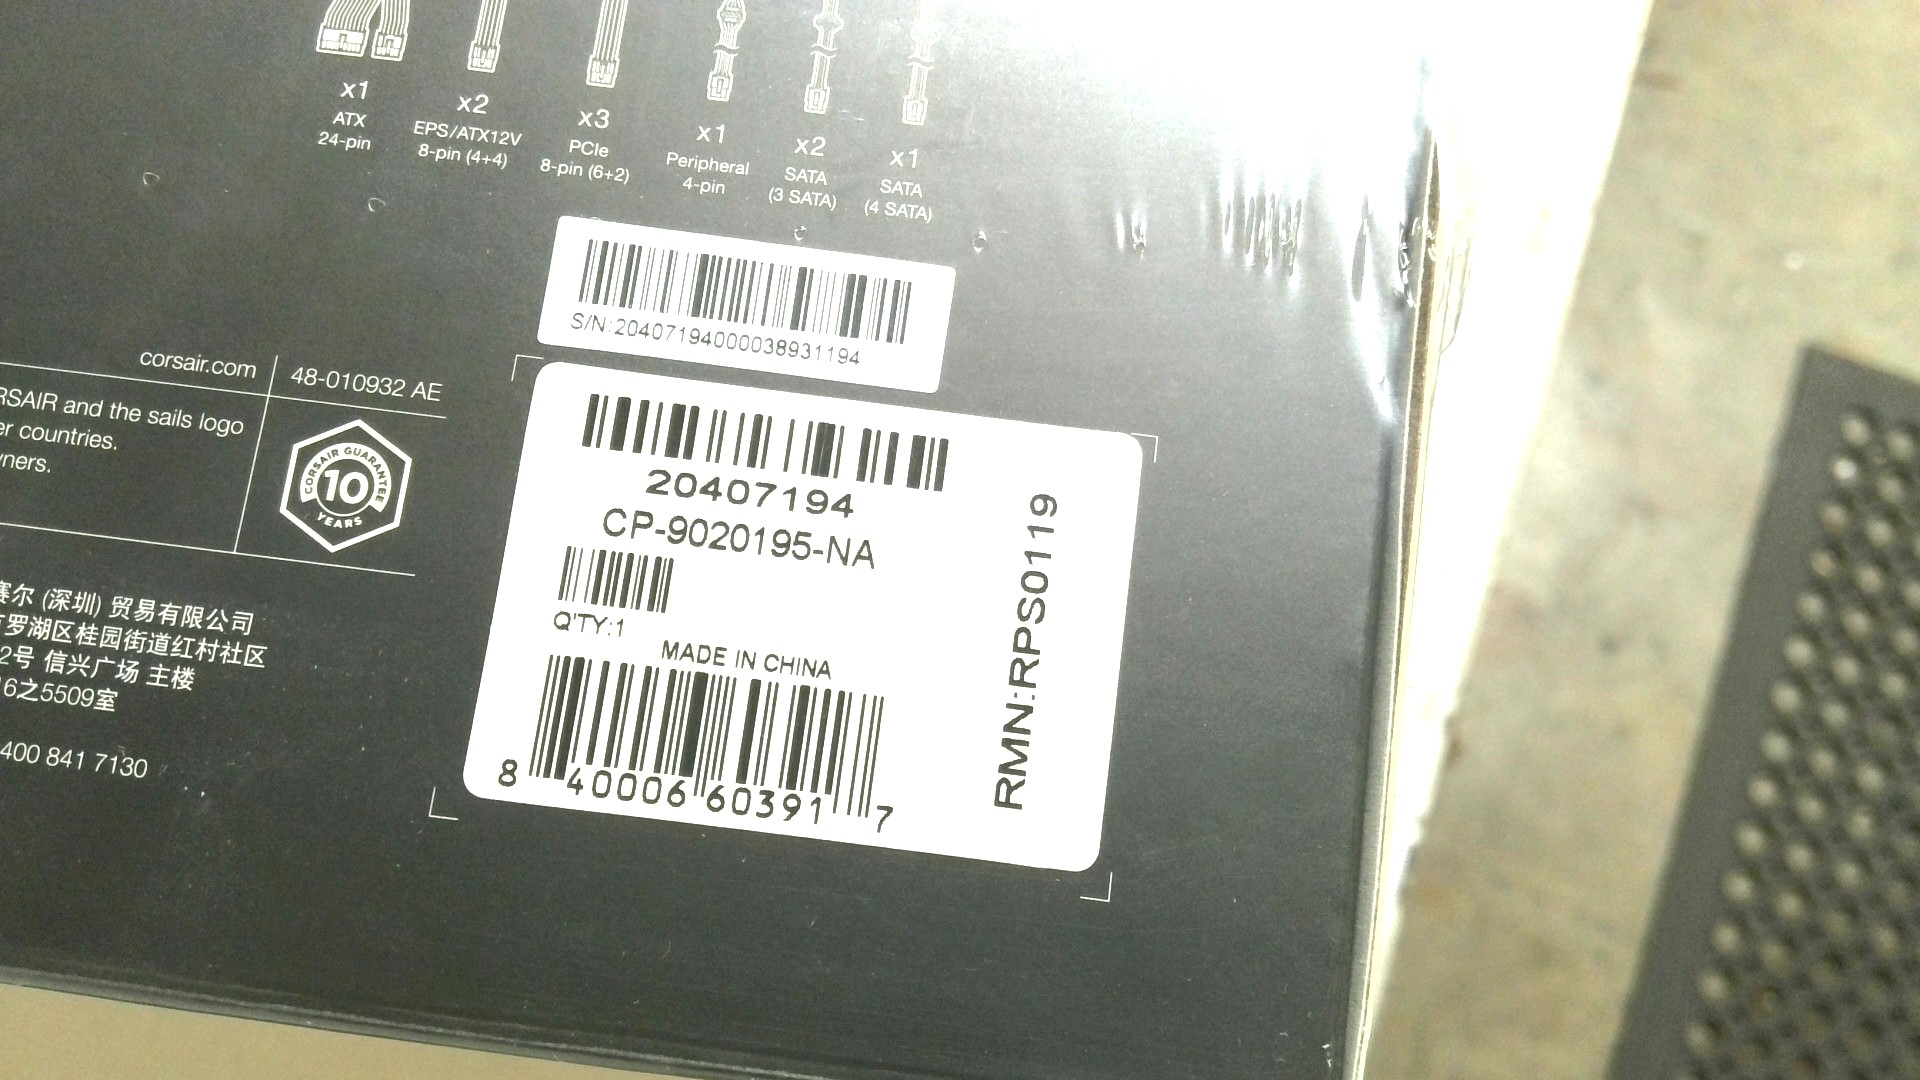 x1
ATX
24-pin
x2
EPS/ATX12V
8-pin (4+4)
x3
PCIe
8-pin (6+2)
x1
Peripheral
4-pin
x2
SATA
(3 SATA)
x1
SATA
(4 SATA)
S/N:20407194000038931194
corsair.com
48-010932 AE
RSAIR and the sails logo
er countries.
ners.
CORSAIR GUARANTEE
10
YEARS
20407194
CP-9020195-NA
Q'TY:1
MADE IN CHINA
8 40006 60391 7
RMN:RPS0119
赛尔 (深圳) 贸易有限公司
罗湖区桂园街道红村社区
2号 信兴广场 主楼
16之5509室
400 841 7130